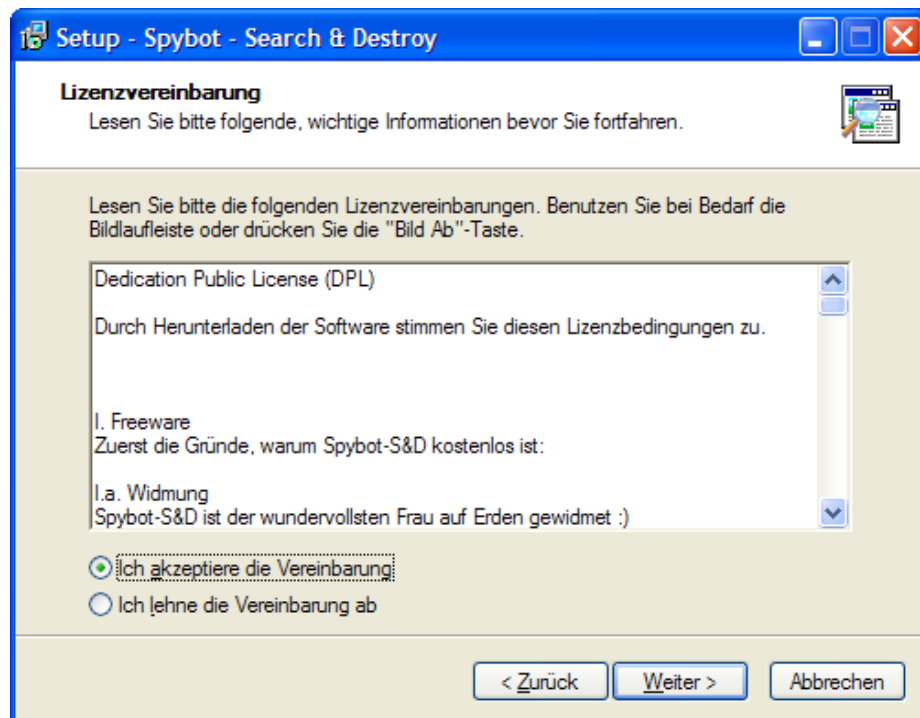 Setup - Spybot - Search & Destroy
Lizenzvereinbarung
Lesen Sie bitte folgende, wichtige Informationen bevor Sie fortfahren.
Lesen Sie bitte die folgenden Lizenzvereinbarungen. Benutzen Sie bei Bedarf die
Bildlaufleiste oder drücken Sie die "Bild Ab"-Taste.
Dedication Public License (DPL)
Durch Herunterladen der Software stimmen Sie diesen Lizenzbedingungen zu.
I. Freeware
Zuerst die Gründe, warum Spybot-S&D kostenlos ist:
I.a. Widmung
Spybot-S&D ist der wundervollsten Frau auf Erden gewidmet :)
Ich akzeptiere die Vereinbarung
Ich lehne die Vereinbarung ab
< Zurück
Weiter >
Abbrechen